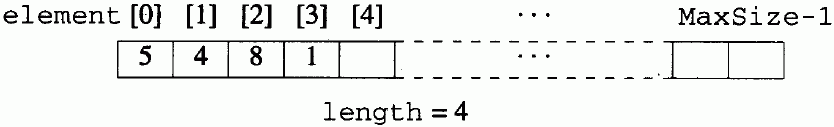 element [0] [1] [2] [3] [4] ... MaxSize-1
5 4 8 1 ...
length = 4